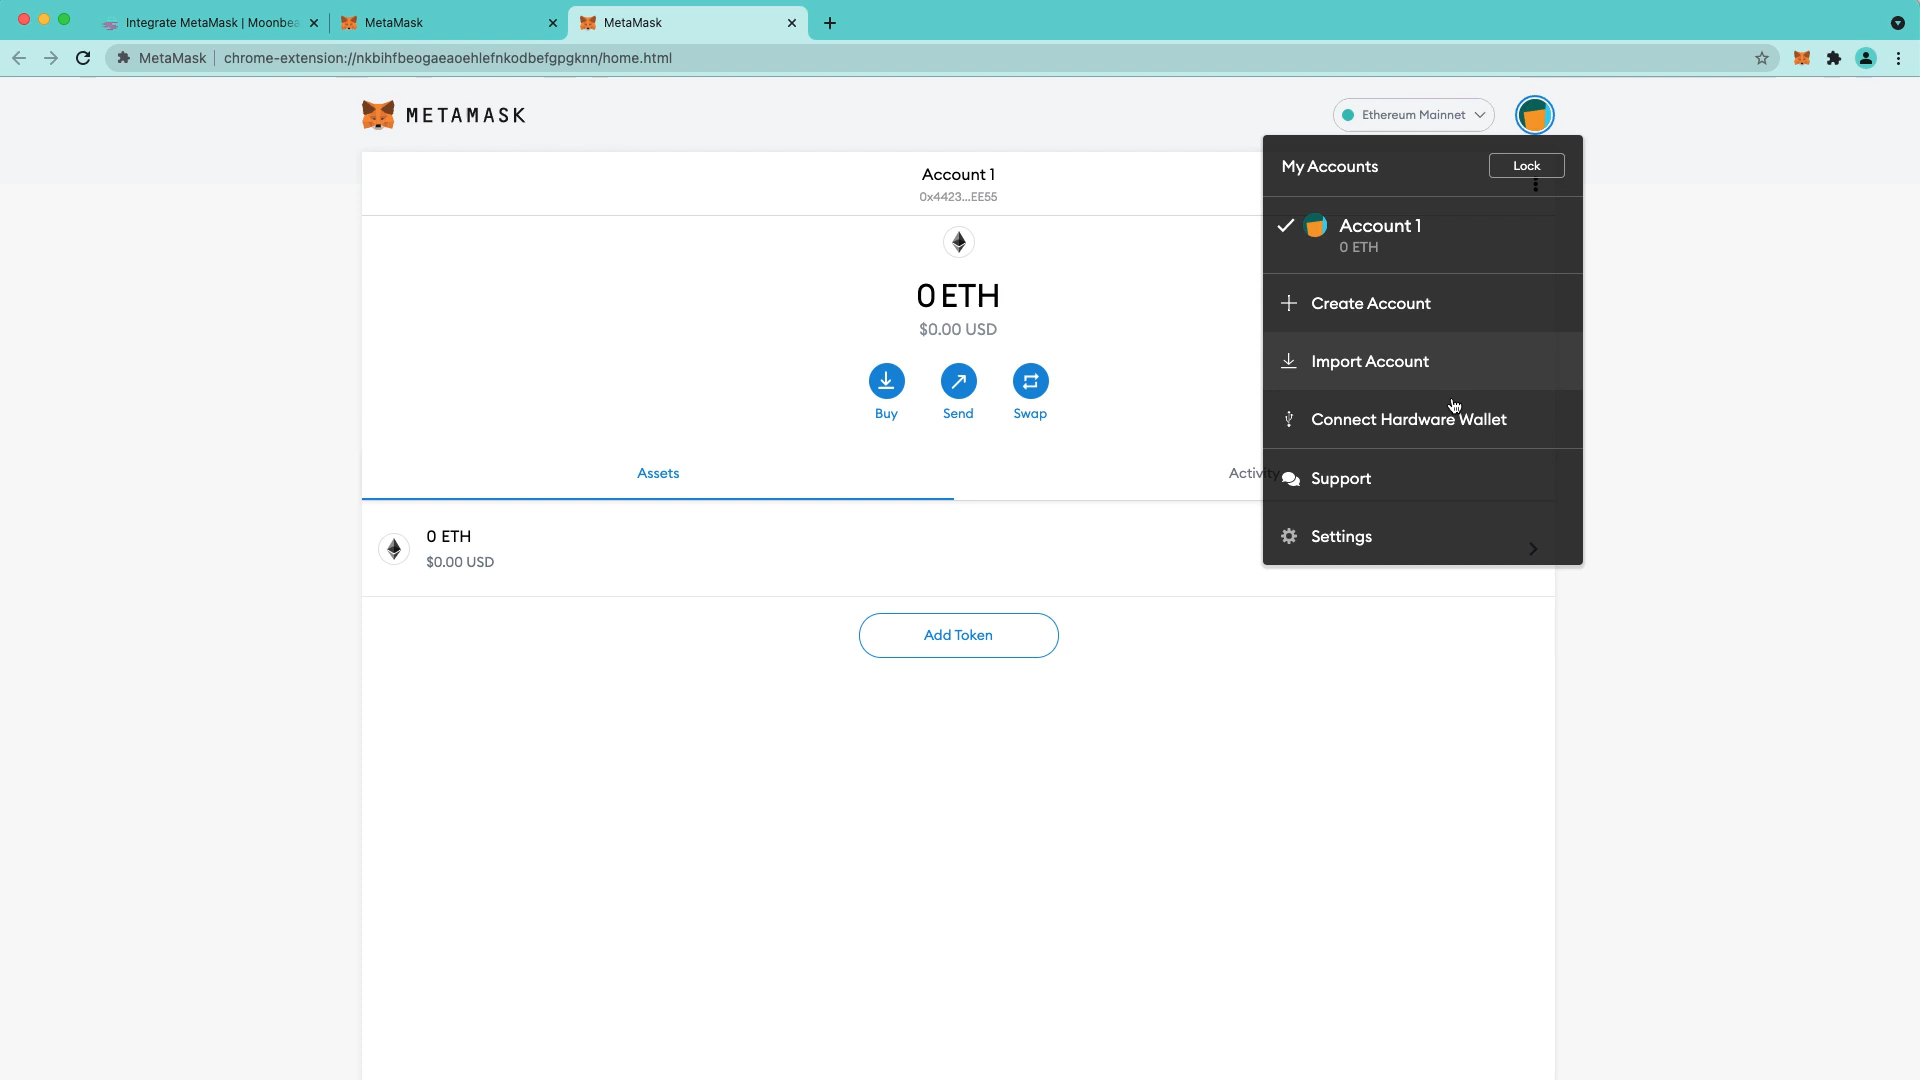 Integrate MetaMask | Moonbea
MetaMask
MetaMask
MetaMask
chrome-extension://nkbihfbeogaeaoehlefnkodbefgpgknn/home.html
METAMASK
Ethereum Mainnet
My Accounts
Lock
Account 1
0 ETH
Create Account
Import Account
Connect Hardware Wallet
Support
Settings
Account 1
0x4423...EE55
0 ETH
$0.00 USD
Buy
Send
Swap
Assets
Activity
0 ETH
$0.00 USD
Add Token